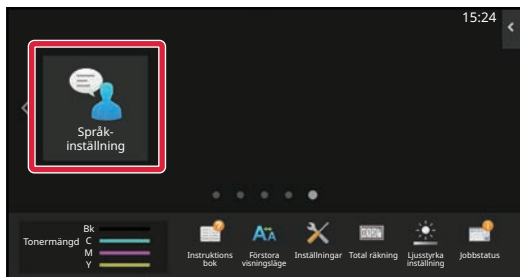 15:24
Språk-
inställning
Tonermängd
Bk
C
M
Y
Instruktions
bok
Förstora
visningsläge
Inställningar
Total räkning
Ljusstyrka
inställning
Jobbstatus